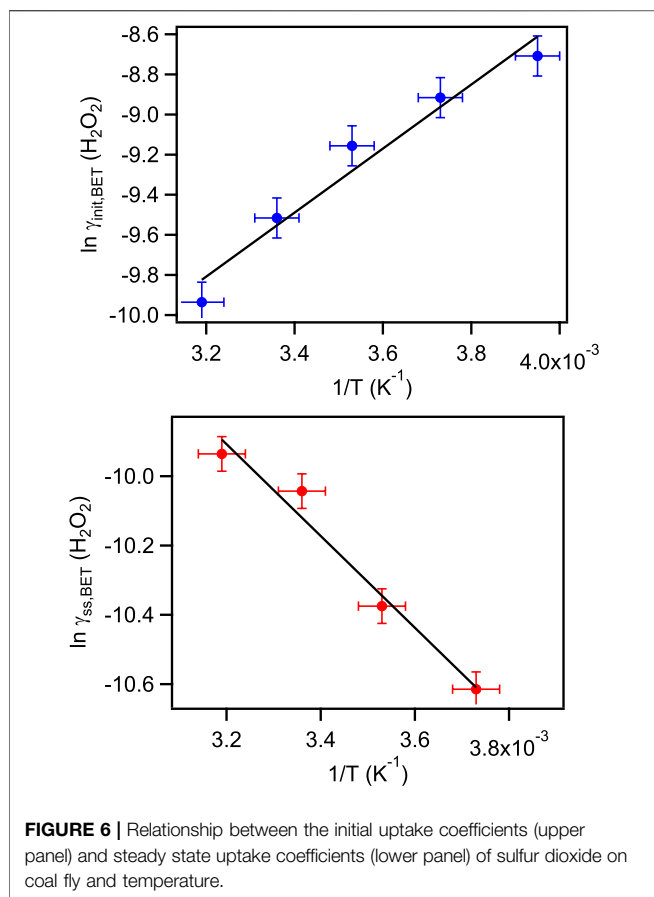 -8.6
-8.8
-9.0
-9.2
-9.4
-9.6
-9.8
-10.0
ln γinit,BET (H2O2)
3.2 3.4 3.6 3.8 4.0x10-3
1/T (K-1)
-10.0
-10.2
-10.4
-10.6
ln γss,BET (H2O2)
3.2 3.4 3.6 3.8x10-3
1/T (K-1)
FIGURE 6 | Relationship between the initial uptake coefficients (upper
panel) and steady state uptake coefficients (lower panel) of sulfur dioxide on
coal fly and temperature.